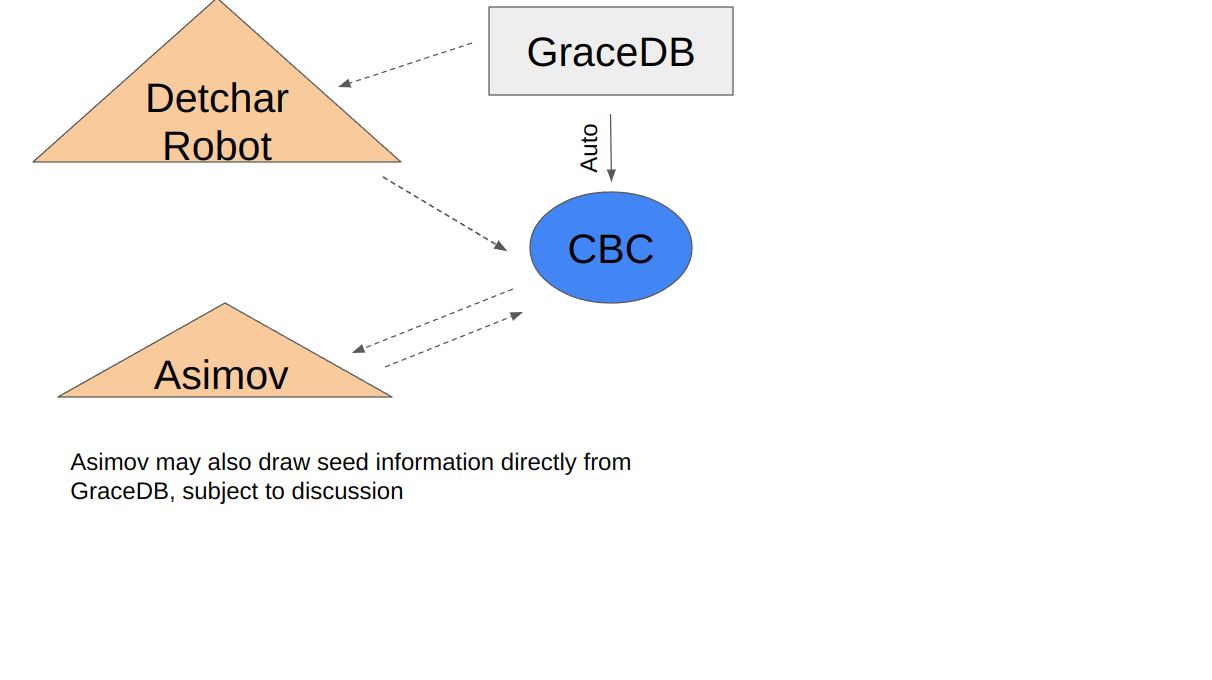 GraceDB
Detchar
Robot
Auto
CBC
Asimov
Asimov may also draw seed information directly from
GraceDB, subject to discussion